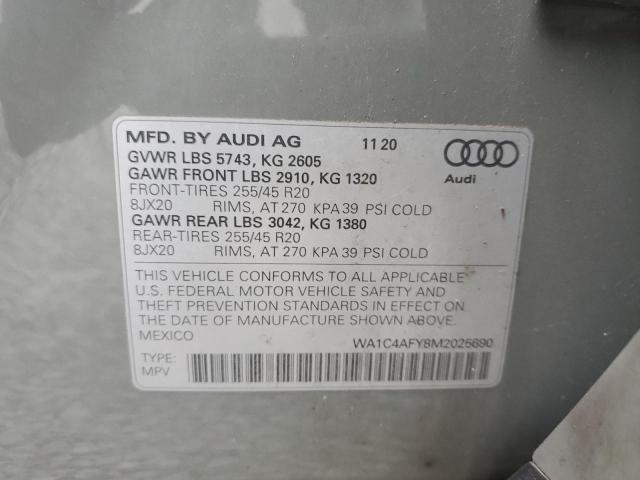 MFD. BY AUDI AG 11 20
GVWR LBS 5743, KG 2605
GAWR FRONT LBS 2910, KG 1320
FRONT-TIRES 255/45 R20
8JX20 RIMS, AT 270 KPA 39 PSI COLD
GAWR REAR LBS 3042, KG 1380
REAR-TIRES 255/45 R20
8JX20 RIMS, AT 270 KPA 39 PSI COLD
Audi
THIS VEHICLE CONFORMS TO ALL APPLICABLE
U.S. FEDERAL MOTOR VEHICLE SAFETY AND
THEFT PREVENTION STANDARDS IN EFFECT ON
THE DATE OF MANUFACTURE SHOWN ABOVE.
MEXICO
WA1C4AFY8M2025690
TYPE:
MPV